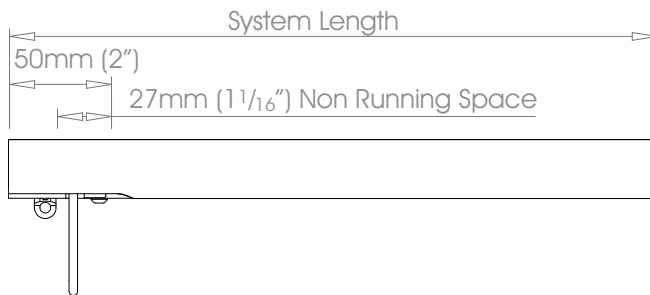 System Length
50mm (2”)
27mm (1 1/16”) Non Running Space